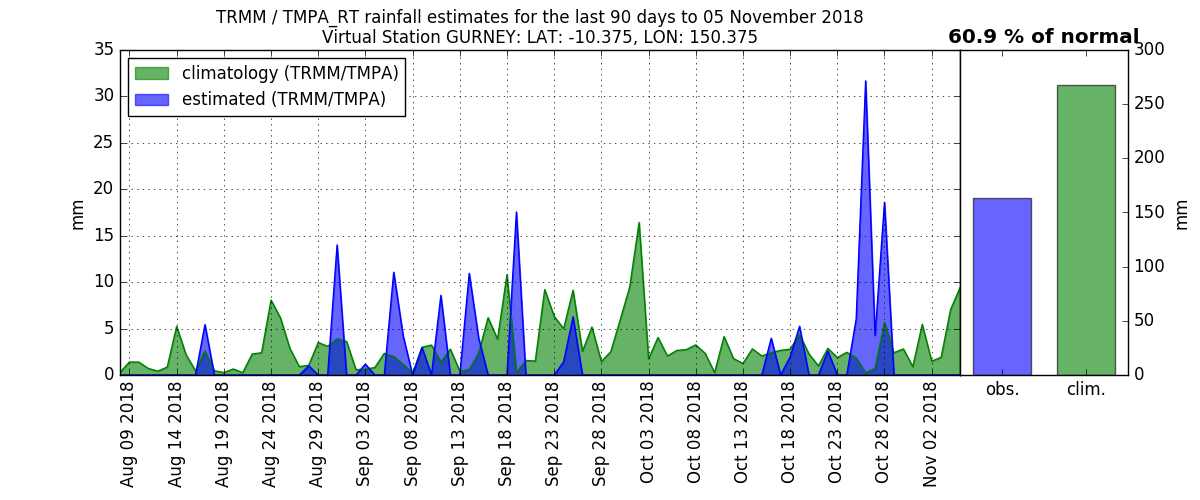 TRMM / TMPA_RT rainfall estimates for the last 90 days to 05 November 2018
Virtual Station GURNEY: LAT: -10.375, LON: 150.375
60.9 % of normal
climatology (TRMM/TMPA)
estimated (TRMM/TMPA)
35
30
25
20
15
10
5
0
mm
Aug 09 2018
Aug 14 2018
Aug 19 2018
Aug 24 2018
Aug 29 2018
Sep 03 2018
Sep 08 2018
Sep 13 2018
Sep 18 2018
Sep 23 2018
Sep 28 2018
Oct 03 2018
Oct 08 2018
Oct 13 2018
Oct 18 2018
Oct 23 2018
Oct 28 2018
Nov 02 2018
obs.
clim.
300
250
200
150
100
50
0
mm